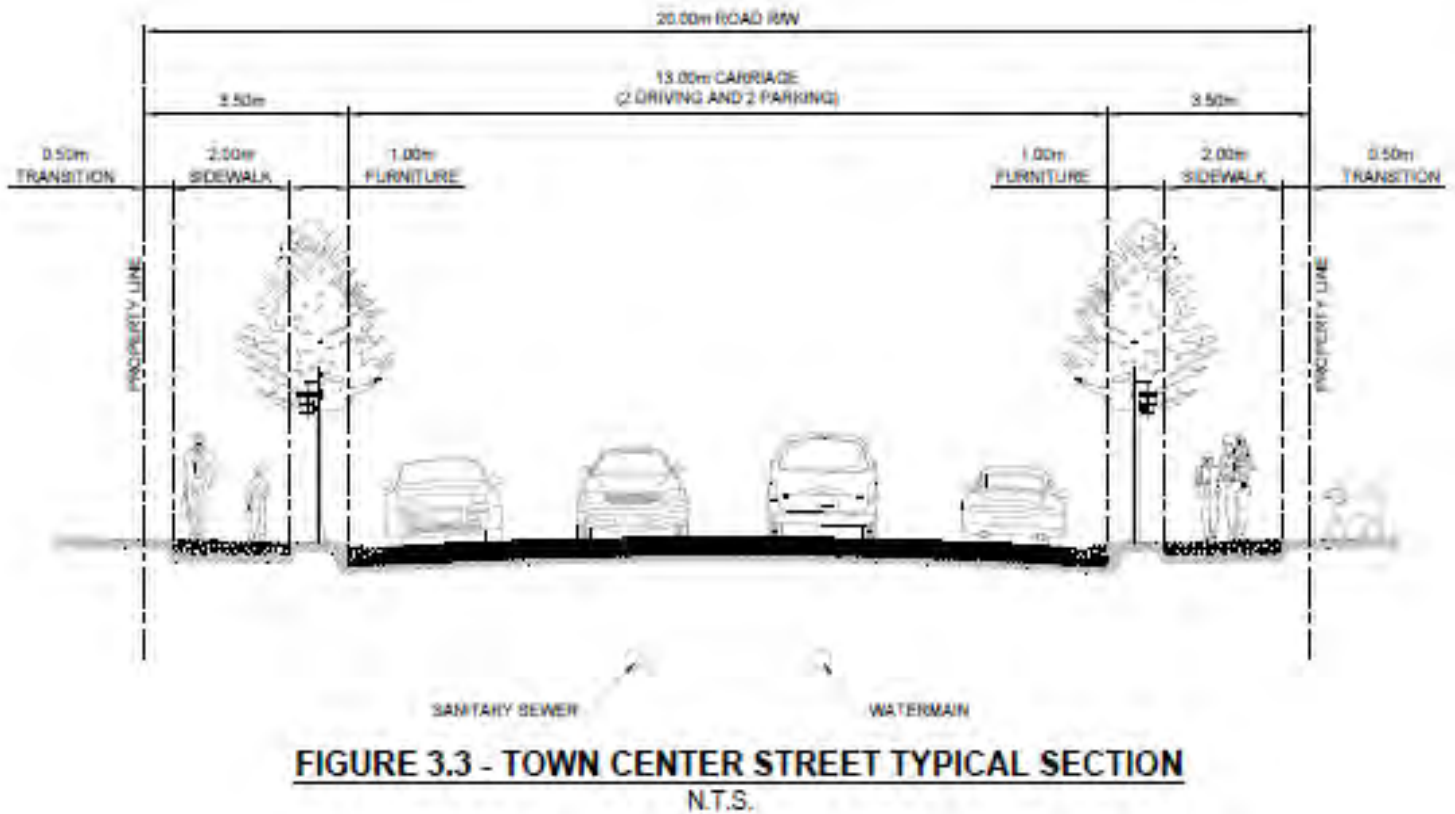 20.00m ROAD R/W
13.00m CARRIAGE
(2 DRIVING AND 2 PARKING)
3.50m
3.50m
0.50m
TRANSITION
2.00m
SIDEWALK
1.00m
FURNITURE
1.00m
FURNITURE
2.00m
SIDEWALK
0.50m
TRANSITION
PROPERTY LINE
PROPERTY LINE
SANITARY SEWER
WATERMAIN
FIGURE 3.3 - TOWN CENTER STREET TYPICAL SECTION
N.T.S.